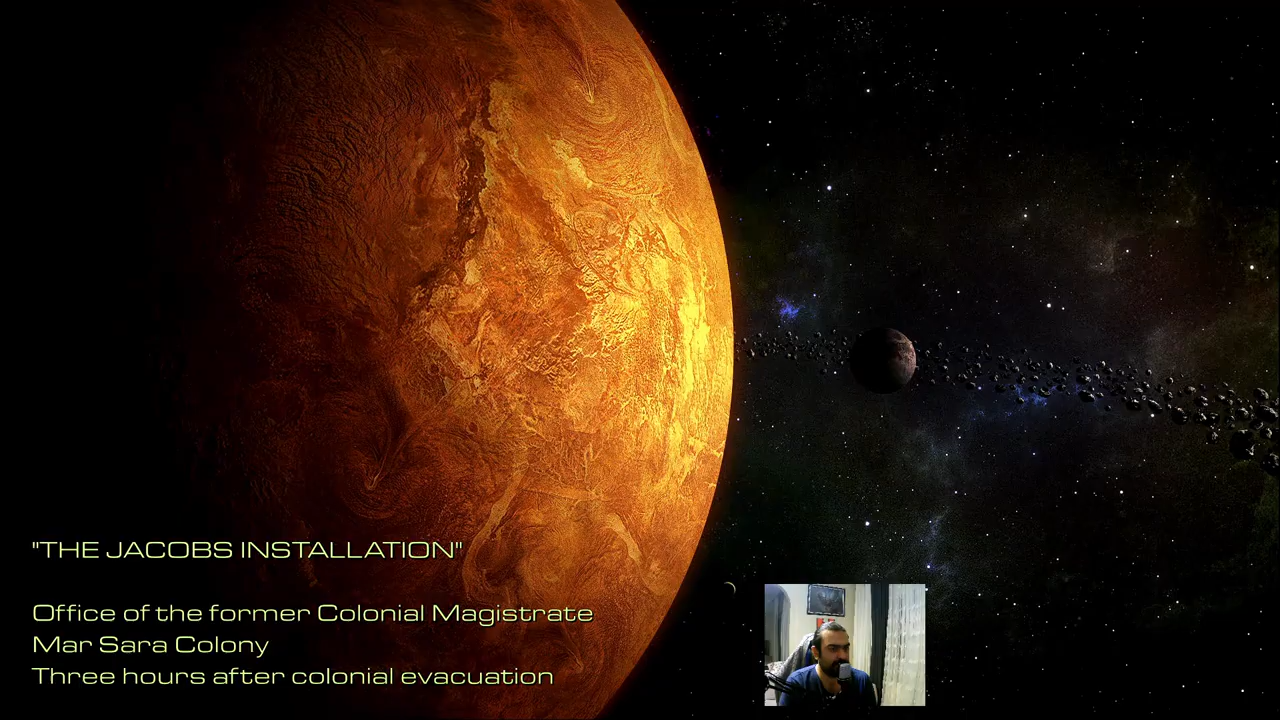 "THE JACOBS INSTALLATION"
Office of the former Colonial Magistrate
Mar Sara Colony
Three hours after colonial evacuation